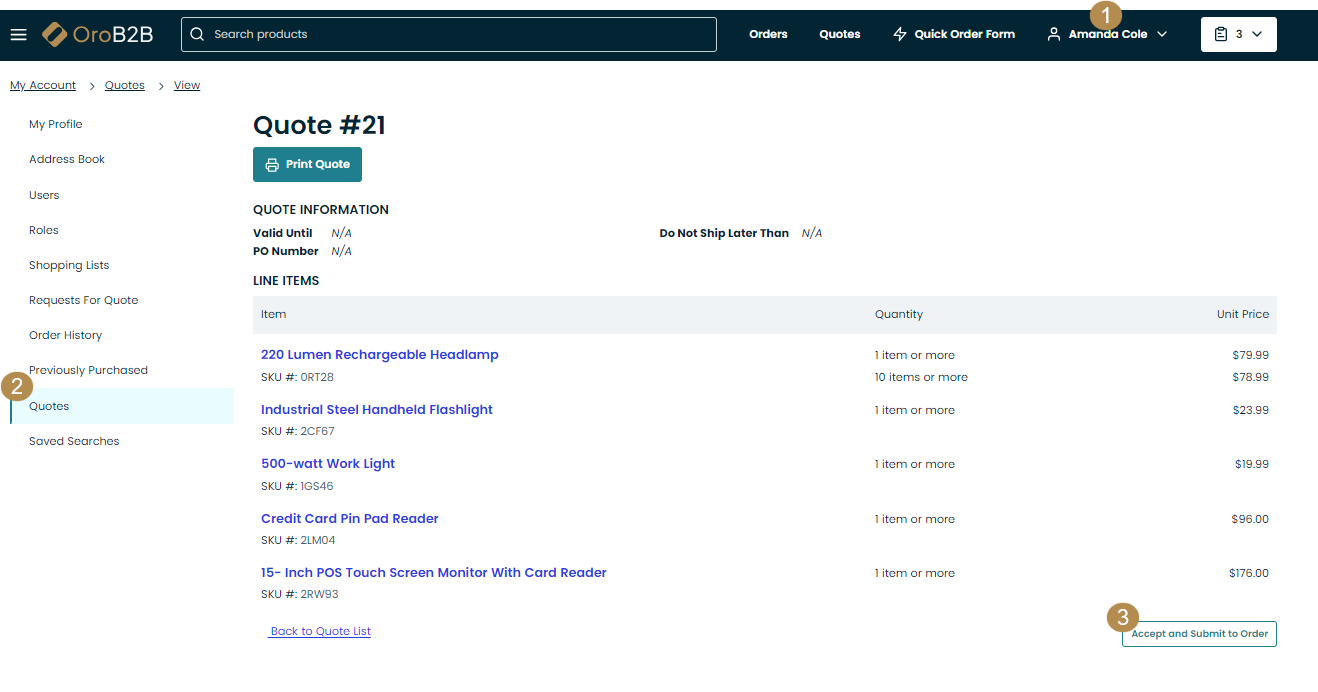 1
OroB2B
Search products
Orders
Quotes
Quick Order Form
Amanda Cole
3
My Account > Quotes > View
My Profile
Address Book
Users
Roles
Shopping Lists
Requests For Quote
Order History
Previously Purchased
2
Quotes
Saved Searches
Quote #21
Print Quote
QUOTE INFORMATION
Valid Until N/A
Do Not Ship Later Than N/A
PO Number N/A
LINE ITEMS
Item Quantity Unit Price
220 Lumen Rechargeable Headlamp 1 item or more $79.99
SKU #: 0RT28 10 items or more $78.99
Industrial Steel Handheld Flashlight 1 item or more $23.99
SKU #: 2CF67
500-watt Work Light 1 item or more $19.99
SKU #: 1GS46
Credit Card Pin Pad Reader 1 item or more $96.00
SKU #: 2LM04
15- Inch POS Touch Screen Monitor With Card Reader 1 item or more $176.00
SKU #: 2RW93
Back to Quote List
3
Accept and Submit to Order